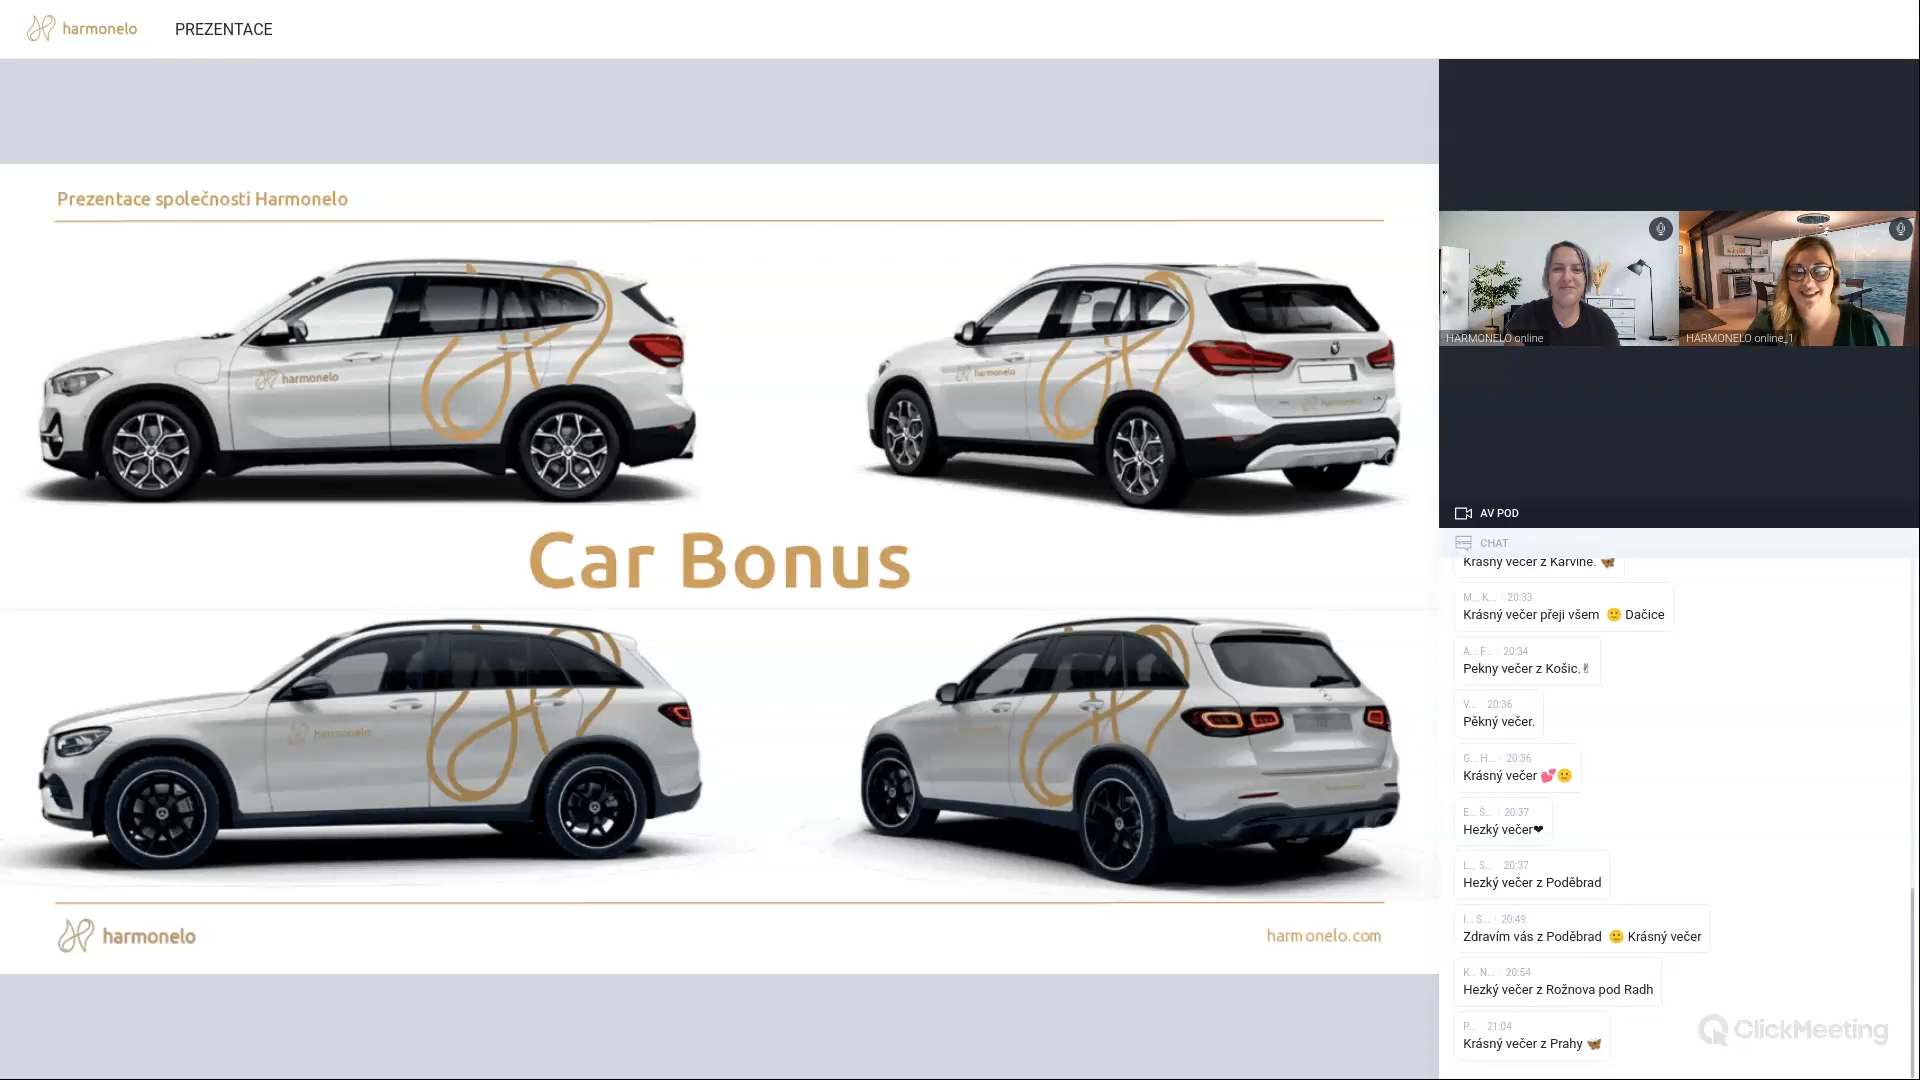 harmonelo
PREZENTACE
Prezentace společnosti Harmonelo
harmonelo
harmonelo
Car Bonus
harmonelo
harmonelo
harmonelo.com
HARMONELO online
HARMONELO online_1
AV POD
CHAT
Krásný večer z Karviné. 🦋
M... K... 20:33
Krásný večer přeji všem 🙂 Dačice
A... F... 20:34
Pekny večer z Košic.✌
V... 20:36
Pěkný večer.
G... H... 20:36
Krásný večer 💕🙂
E... Š... 20:37
Hezký večer❤
L... S... 20:37
Hezký večer z Poděbrad
I... S... 20:49
Zdravím vás z Poděbrad 🙂 Krásný večer
K... N... 20:54
Hezký večer z Rožnova pod Radh
P... 21:04
Krásný večer z Prahy 🦋
ClickMeeting